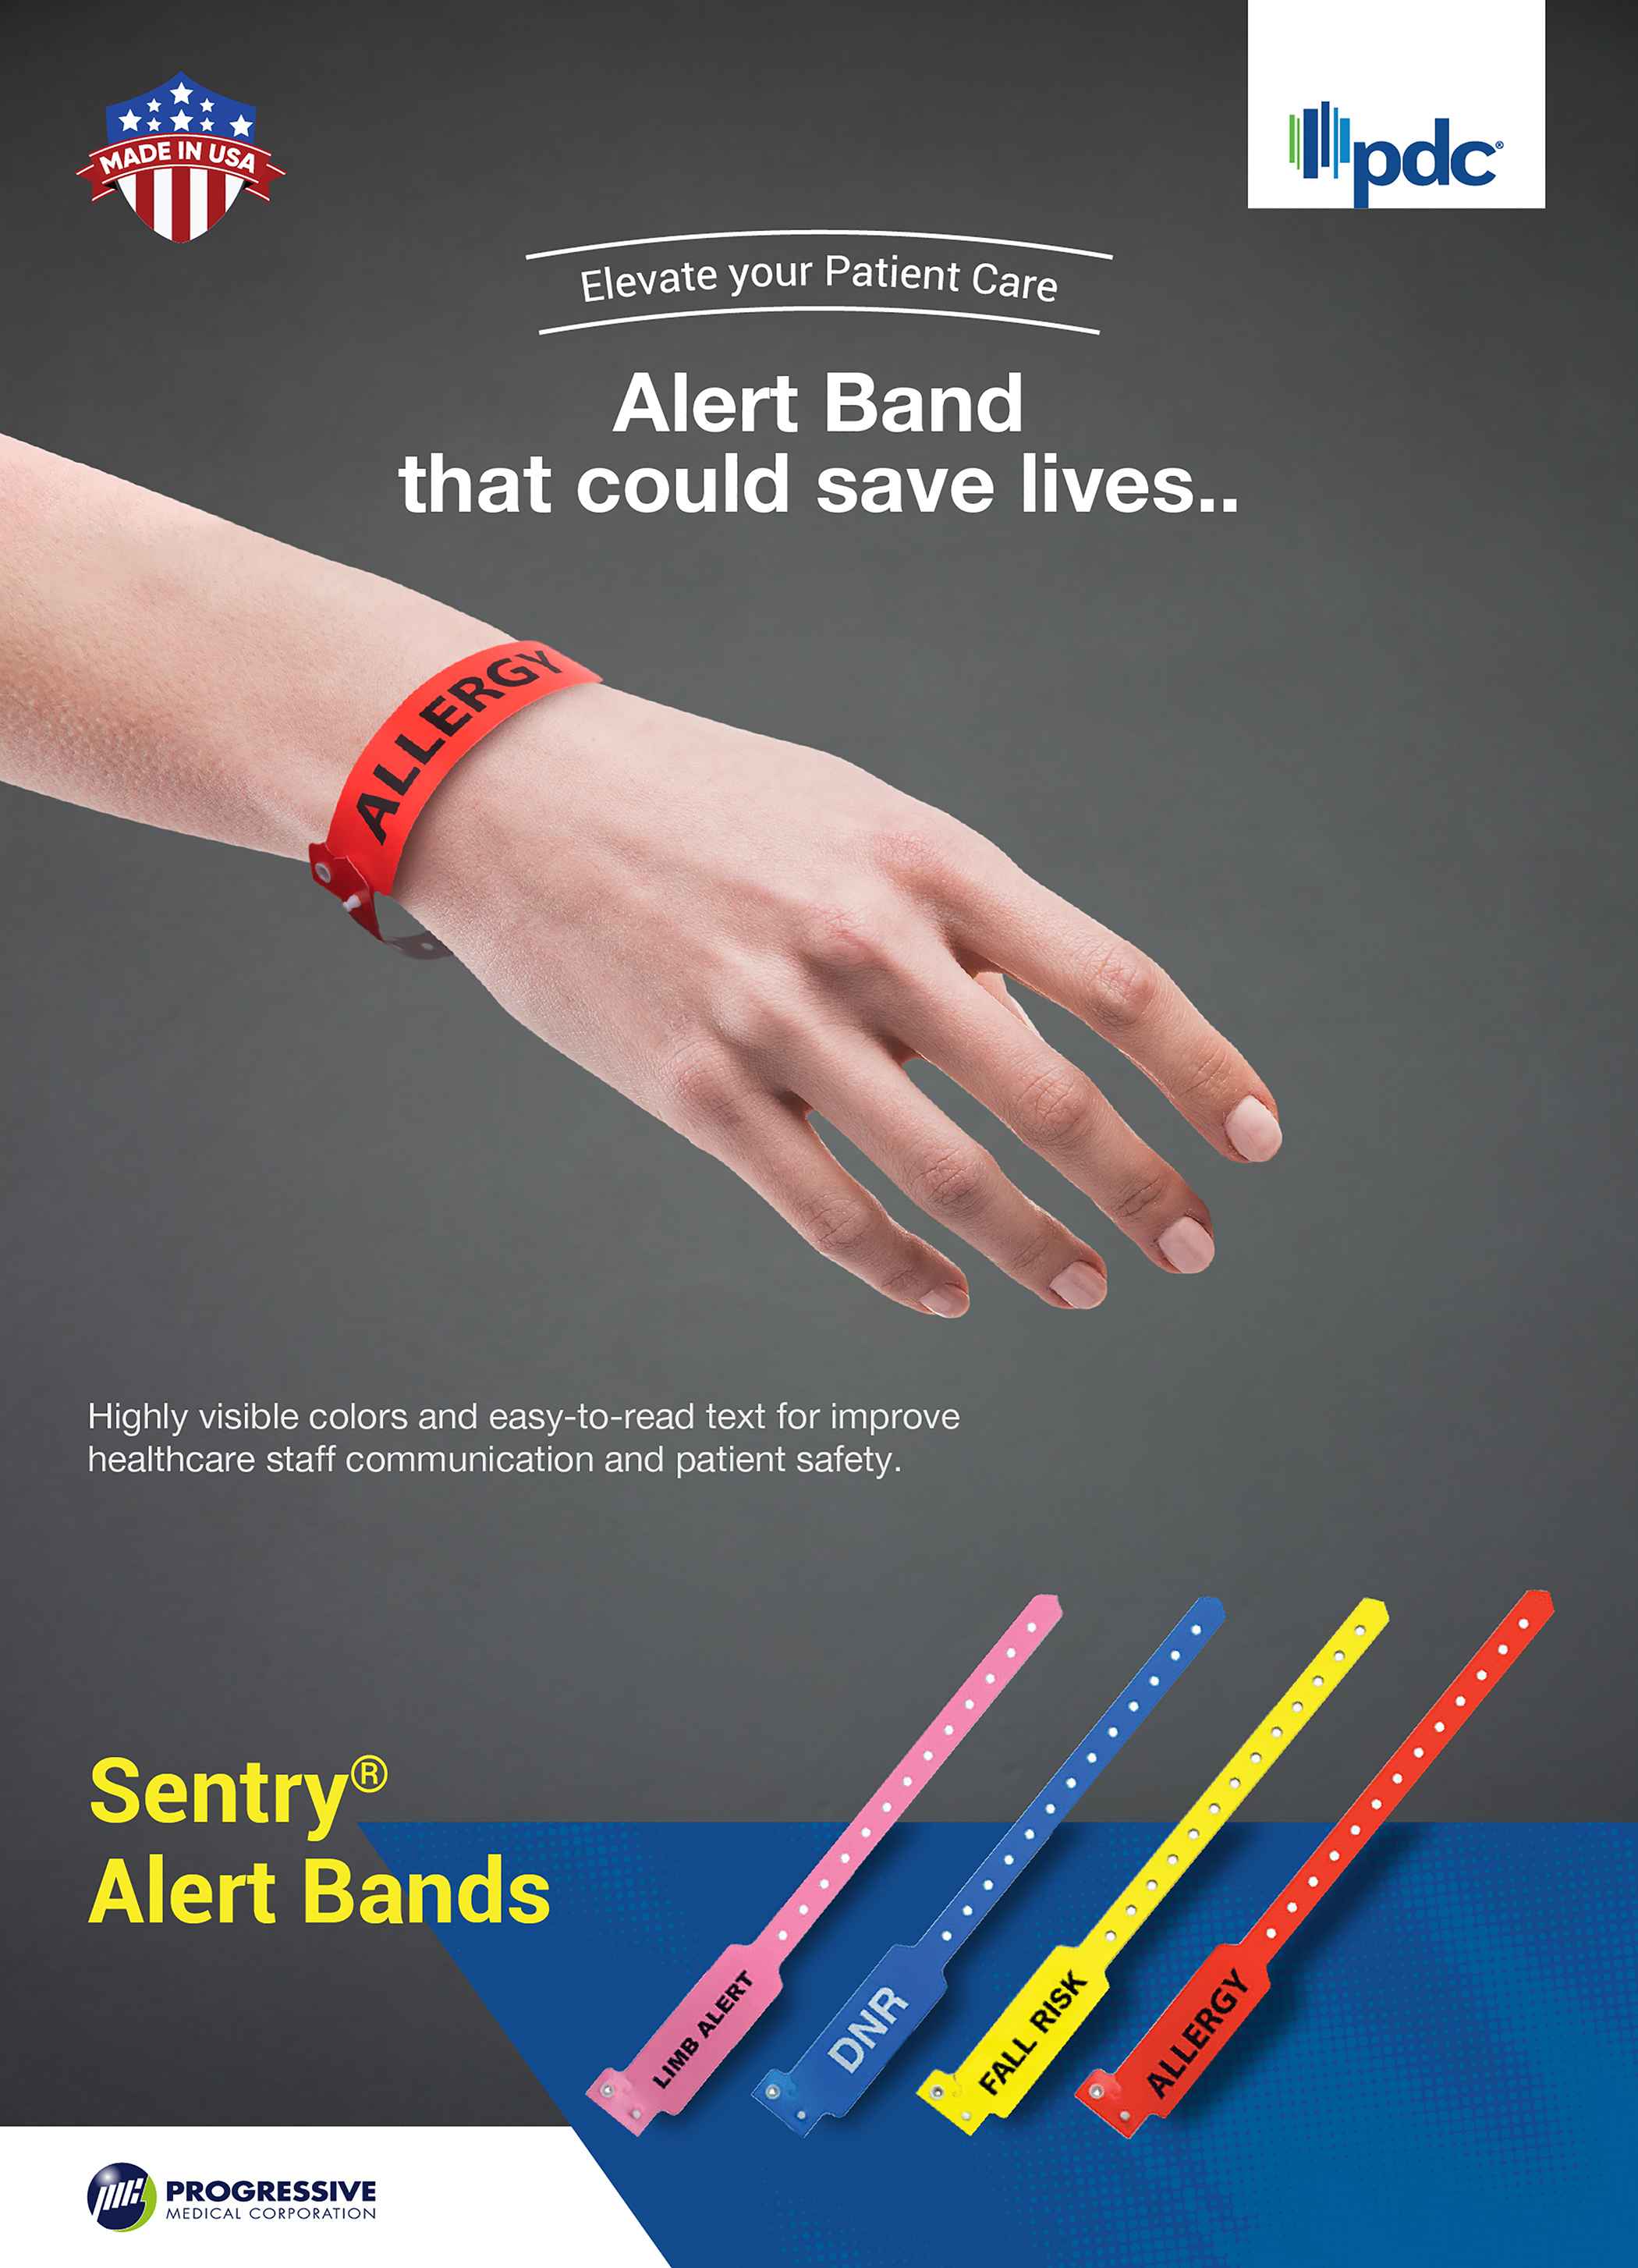 MADE IN USA
pdc®
Elevate your Patient Care
Alert Band
that could save lives..
ALLERGY
Highly visible colors and easy-to-read text for improve
healthcare staff communication and patient safety.
Sentry®
Alert Bands
LIMB ALERT
DNR
FALL RISK
ALLERGY
PROGRESSIVE
MEDICAL CORPORATION